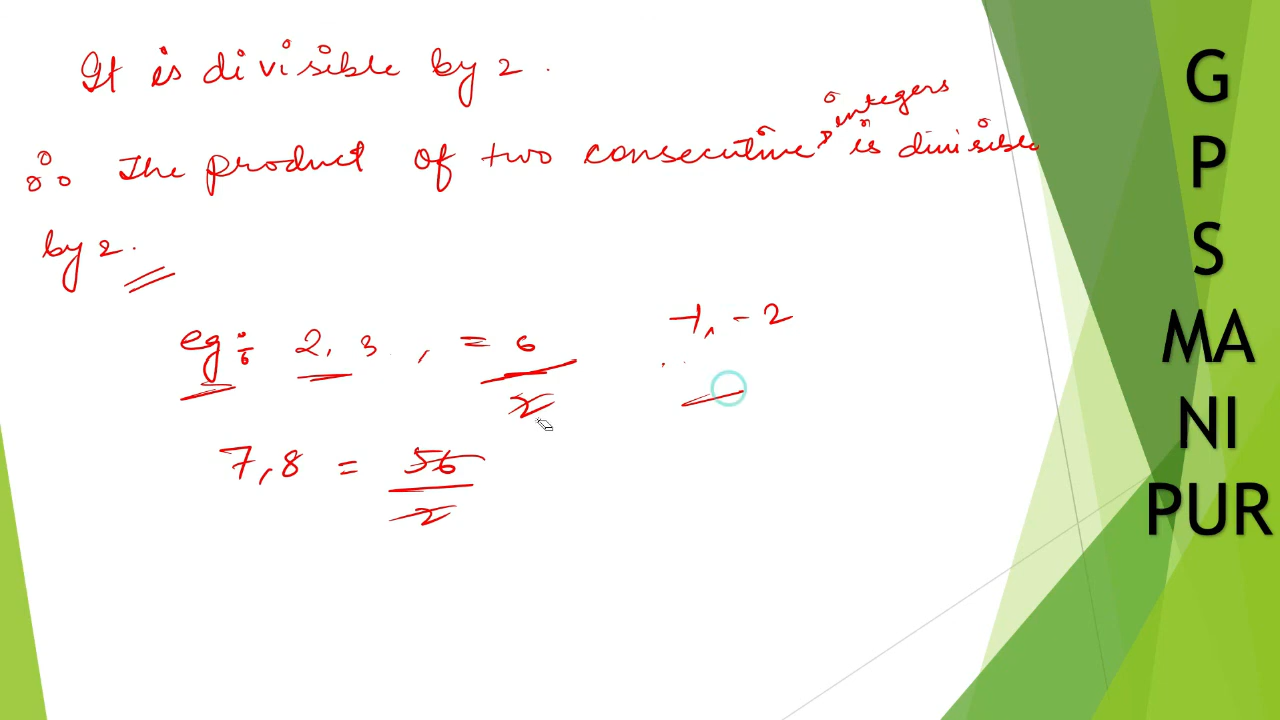 It is divisible by 2.
∴ The product of two consecutive integers is divisible
by 2.
eg:- 2, 3 , = 6/2
-1, -2
7, 8 = 56/2
G
P
S
MA
NI
PUR